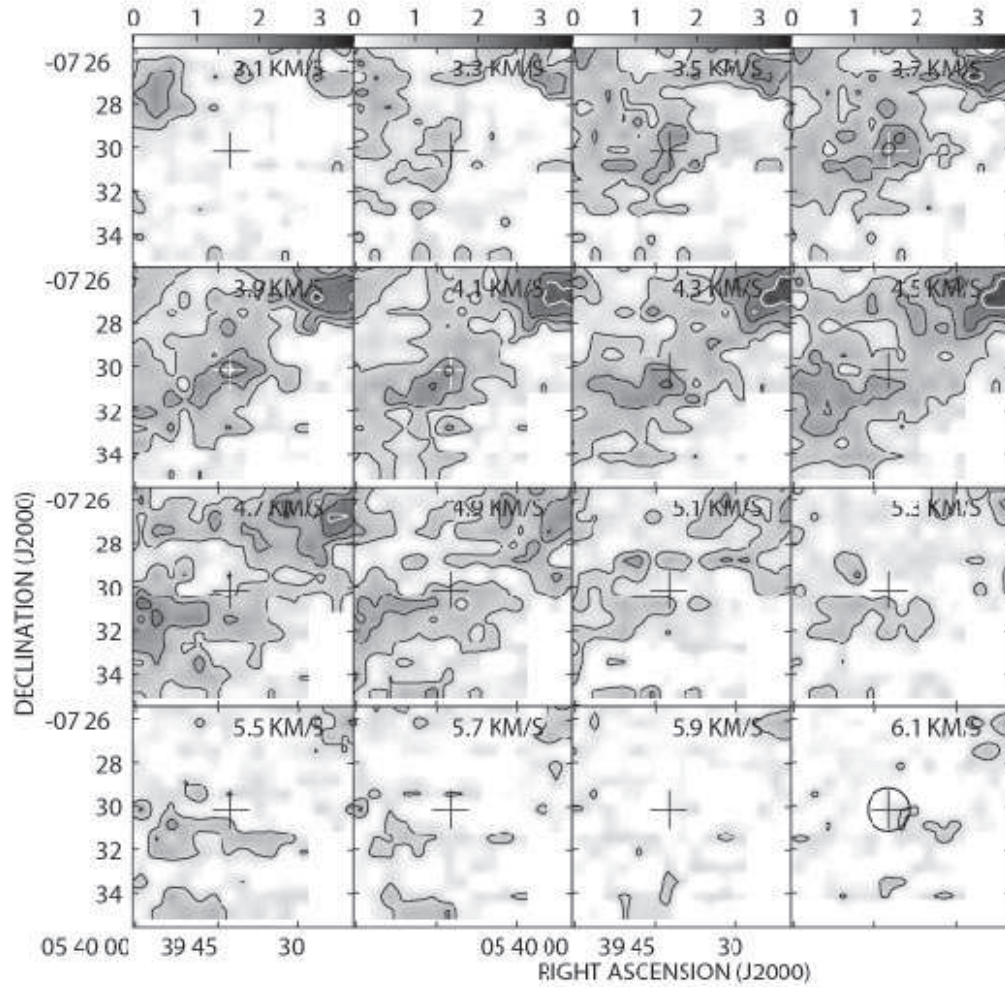 0 1 2 3 0 1 2 3 0 1 2 3 0 1 2 3
-07 26 3.1 KM/S 3.3 KM/S 3.5 KM/S 3.7 KM/S
28
30
32
34
-07 26 3.9 KM/S 4.1 KM/S 4.3 KM/S 4.5 KM/S
28
30
32
34
-07 26 4.7 KM/S 4.9 KM/S 5.1 KM/S 5.3 KM/S
28
30
32
34
-07 26 5.5 KM/S 5.7 KM/S 5.9 KM/S 6.1 KM/S
28
30
32
34
DECLINATION (J2000)
05 40 00 39 45 30 05 40 00 39 45 30
RIGHT ASCENSION (J2000)